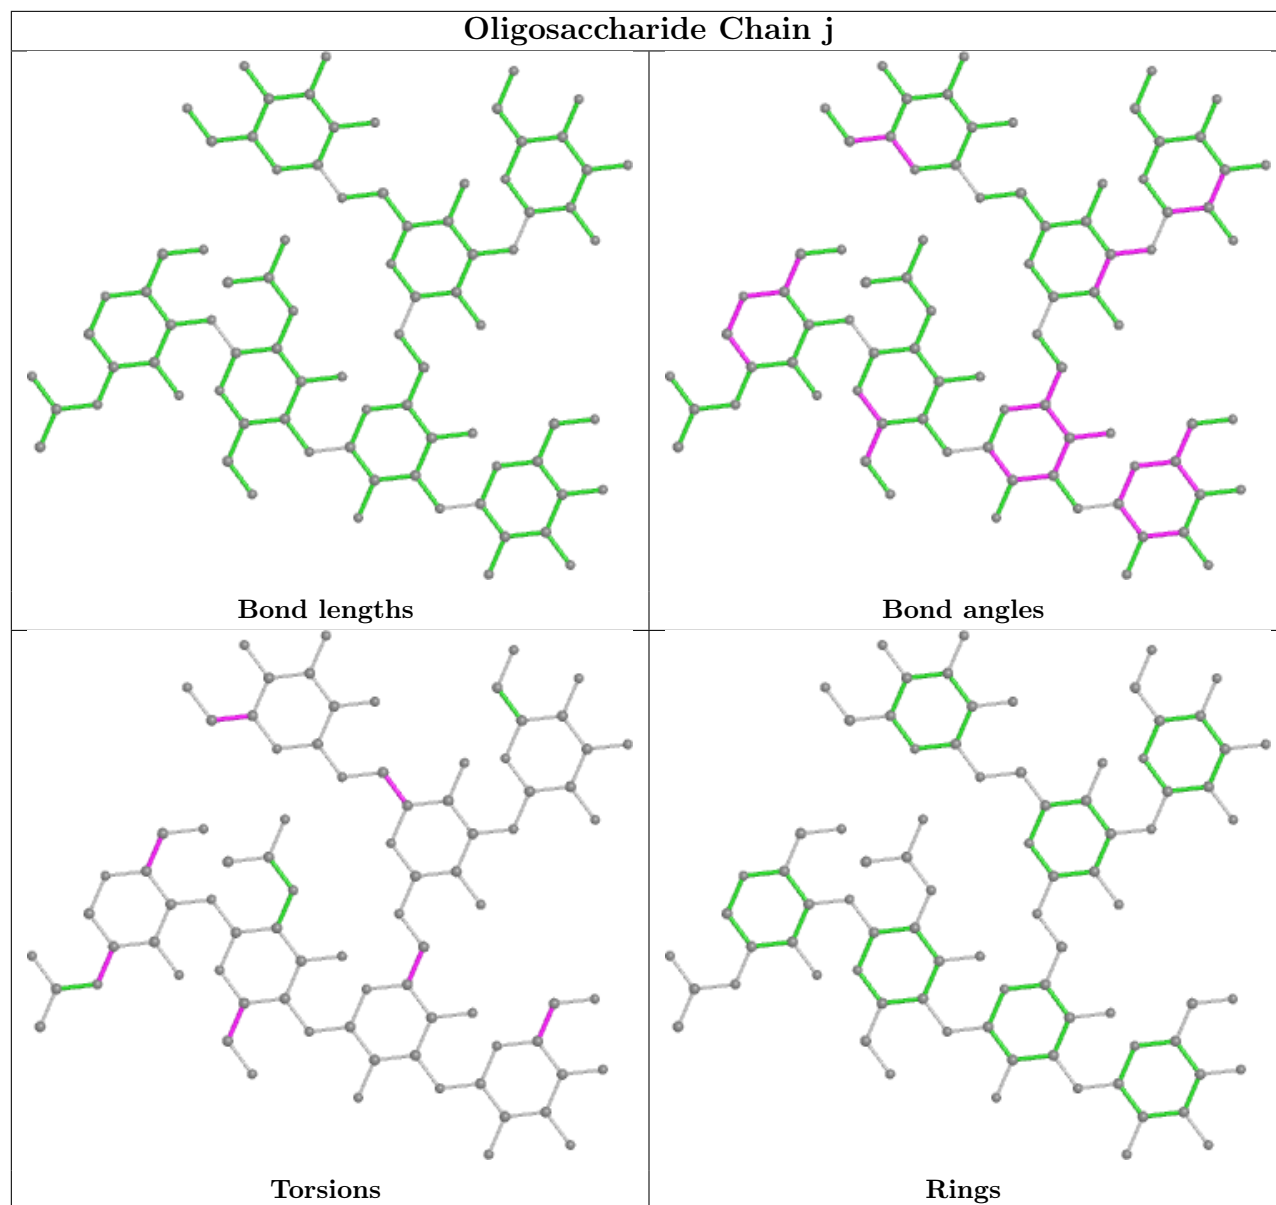 Oligosaccharide Chain j
Bond lengths
Bond angles
Torsions
Rings